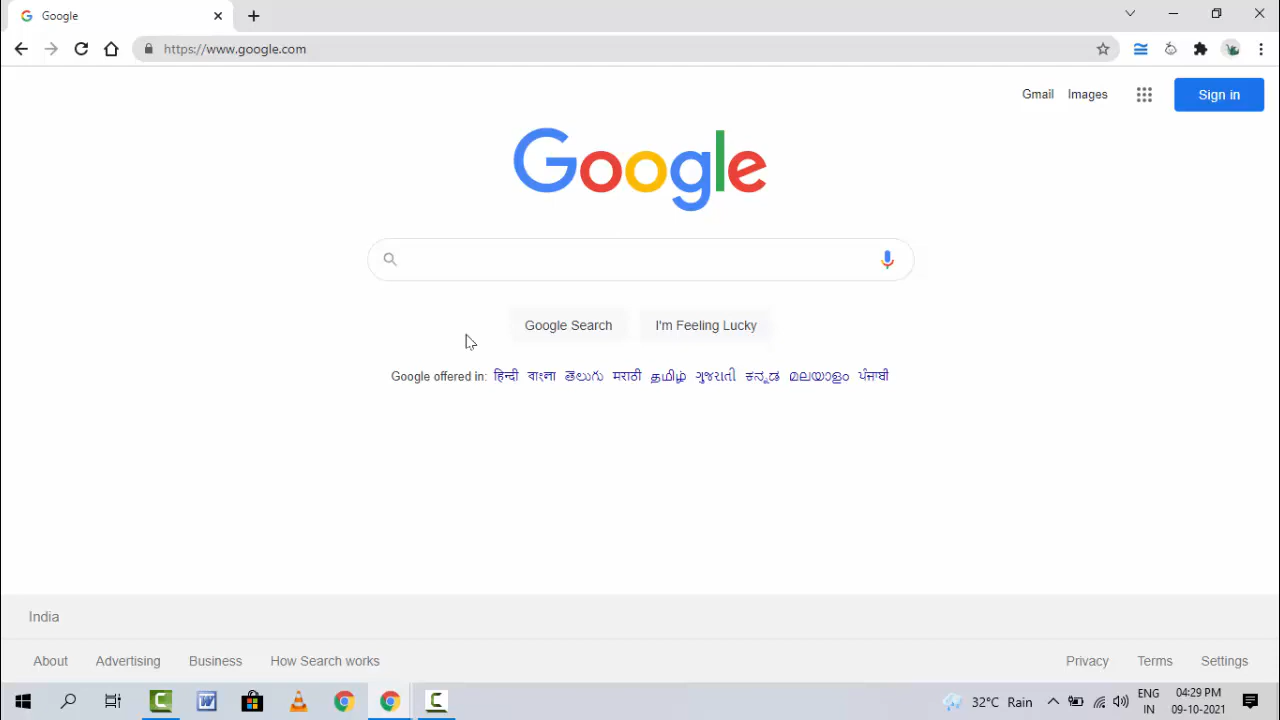 Google
https://www.google.com
Gmail Images Sign in
Google
Google Search I'm Feeling Lucky
Google offered in: हिन्दी বাংলা తెలుగు मराठी தமிழ் ગુજરાતી ಕನ್ನಡ മലയാളം ਪੰਜਾਬੀ
India
About Advertising Business How Search works Privacy Terms Settings
32°C Rain ENG 04:29 PM
IN 09-10-2021